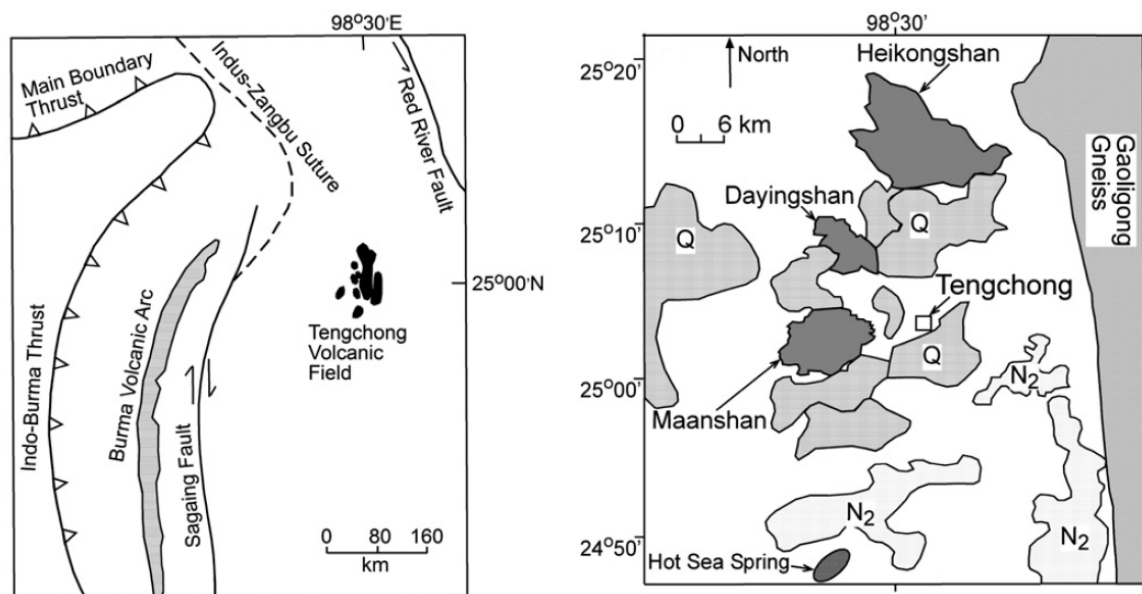 98°30'E
Main Boundary
Thrust
Indus-Zangbu Suture
Red River Fault
25°00'N
Tengchong
Volcanic
Field
Indo-Burma Thrust
Burma Volcanic Arc
Sagaing Fault
0 80 160
km
98°30'
25°20'
North
Heikongshan
0 6 km
Gaoligong
Gneiss
Dayingshan
25°10'
Q
Q
Tengchong
Q
25°00'
N₂
Maanshan
N₂
N₂
24°50'
Hot Sea Spring